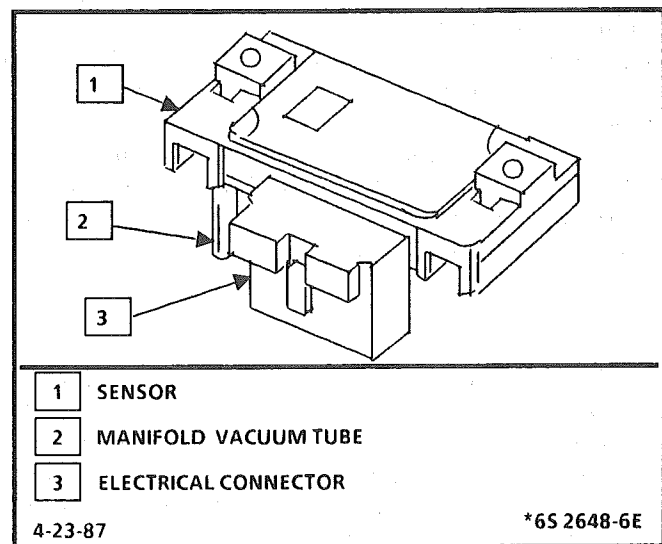 1
2
3
1 SENSOR
2 MANIFOLD VACUUM TUBE
3 ELECTRICAL CONNECTOR
4-23-87 *6S 2648-6E